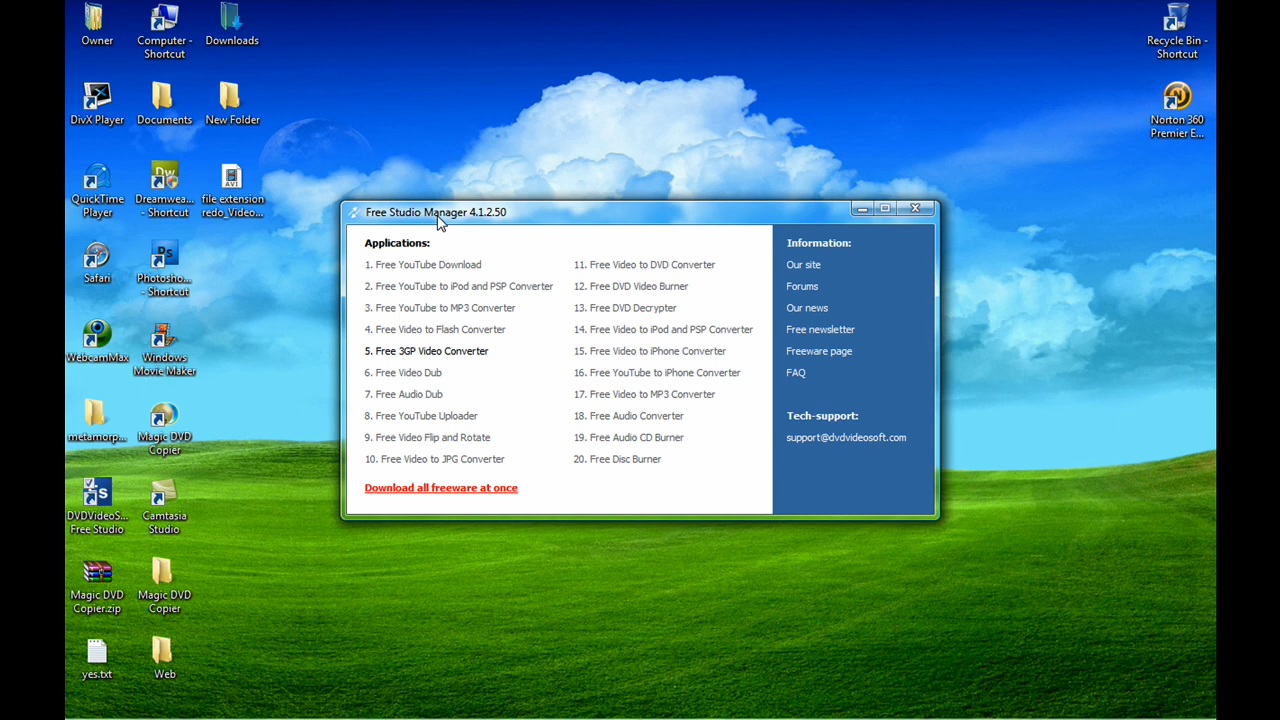 Owner
Computer -
Shortcut
Downloads
Recycle Bin -
Shortcut
DivX Player
Documents
New Folder
Norton 360
Premier E...
QuickTime
Player
Dreamwea...
- Shortcut
AVI
file extension
redo_Video...
Safari
Photosho...
- Shortcut
WebcamMax
Windows
Movie Maker
metamorp...
Magic DVD
Copier
DVDVideoS...
Free Studio
Camtasia
Studio
Magic DVD
Copier.zip
Magic DVD
Copier
yes.txt
Web
Free Studio Manager 4.1.2.50
Applications:
1. Free YouTube Download
2. Free YouTube to iPod and PSP Converter
3. Free YouTube to MP3 Converter
4. Free Video to Flash Converter
5. Free 3GP Video Converter
6. Free Video Dub
7. Free Audio Dub
8. Free YouTube Uploader
9. Free Video Flip and Rotate
10. Free Video to JPG Converter
11. Free Video to DVD Converter
12. Free DVD Video Burner
13. Free DVD Decrypter
14. Free Video to iPod and PSP Converter
15. Free Video to iPhone Converter
16. Free YouTube to iPhone Converter
17. Free Video to MP3 Converter
18. Free Audio Converter
19. Free Audio CD Burner
20. Free Disc Burner
Download all freeware at once
Information:
Our site
Forums
Our news
Free newsletter
Freeware page
FAQ
Tech-support:
support@dvdvideosoft.com